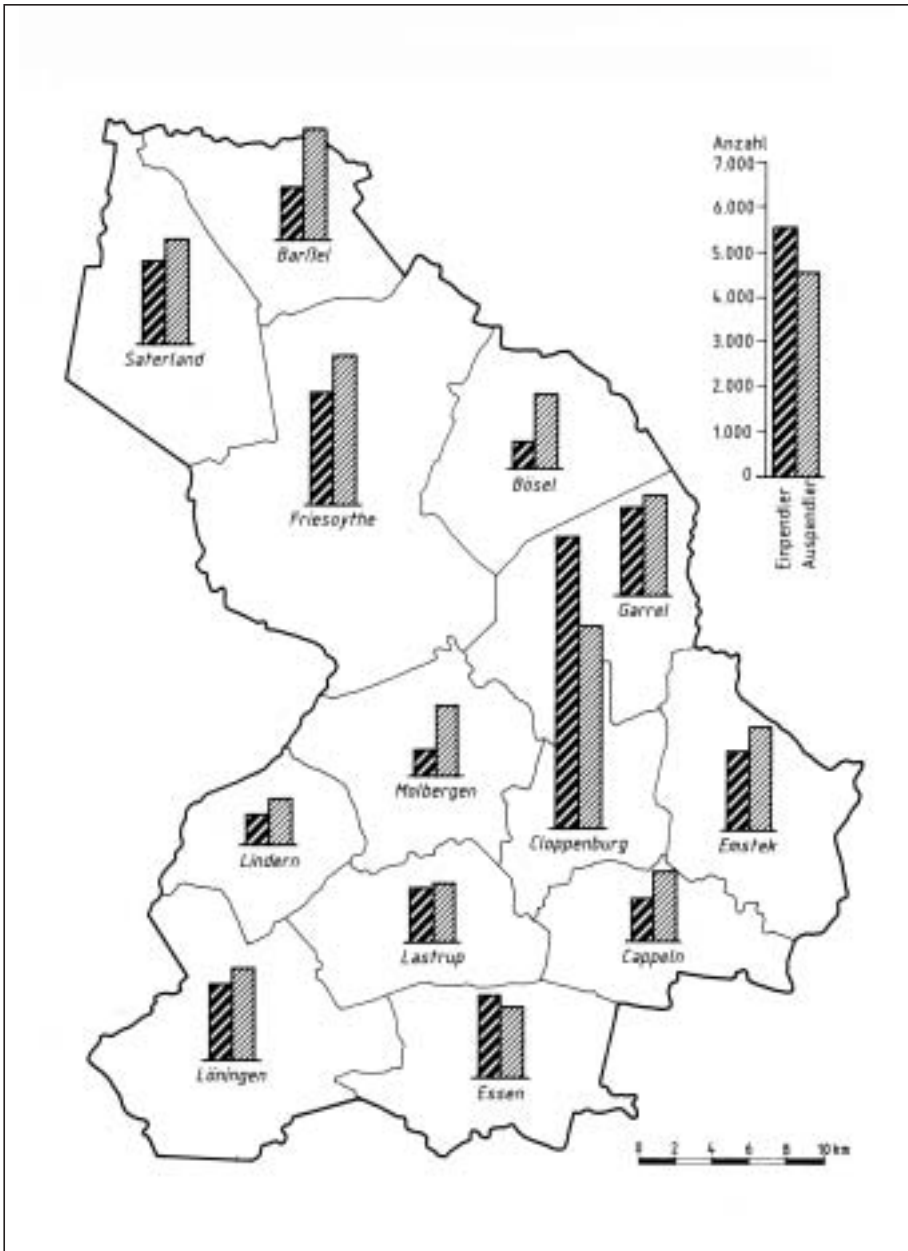 Anzahl
7.000
6.000
5.000
4.000
3.000
2.000
1.000
0
Einpendler
Auspendler
Barßel
Saterland
Friesoythe
Bösel
Garrel
Molbergen
Cloppenburg
Emstek
Lindern
Lastrup
Cappeln
Löningen
Essen
0 2 4 6 8 10 km